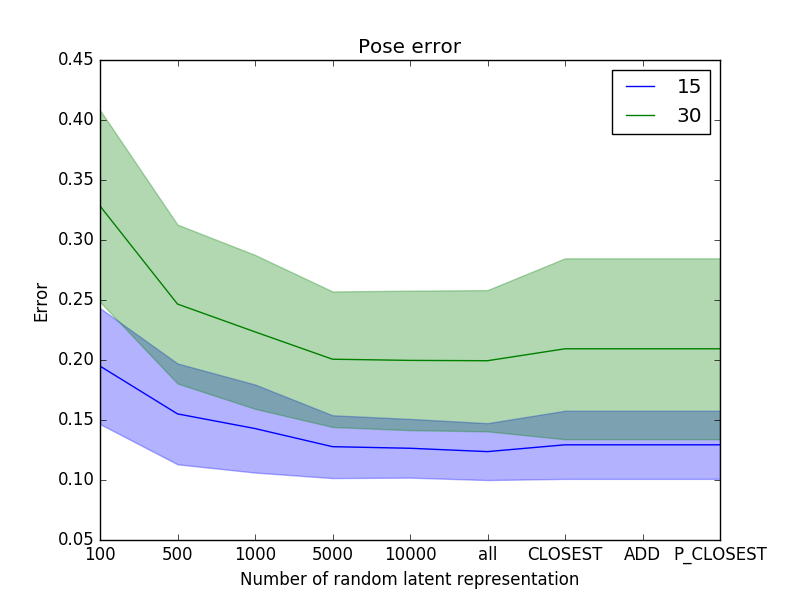 Pose error
15
30
0.45
0.40
0.35
0.30
0.25
0.20
0.15
0.10
0.05
Error
100 500 1000 5000 10000 all CLOSEST ADD P_CLOSEST
Number of random latent representation